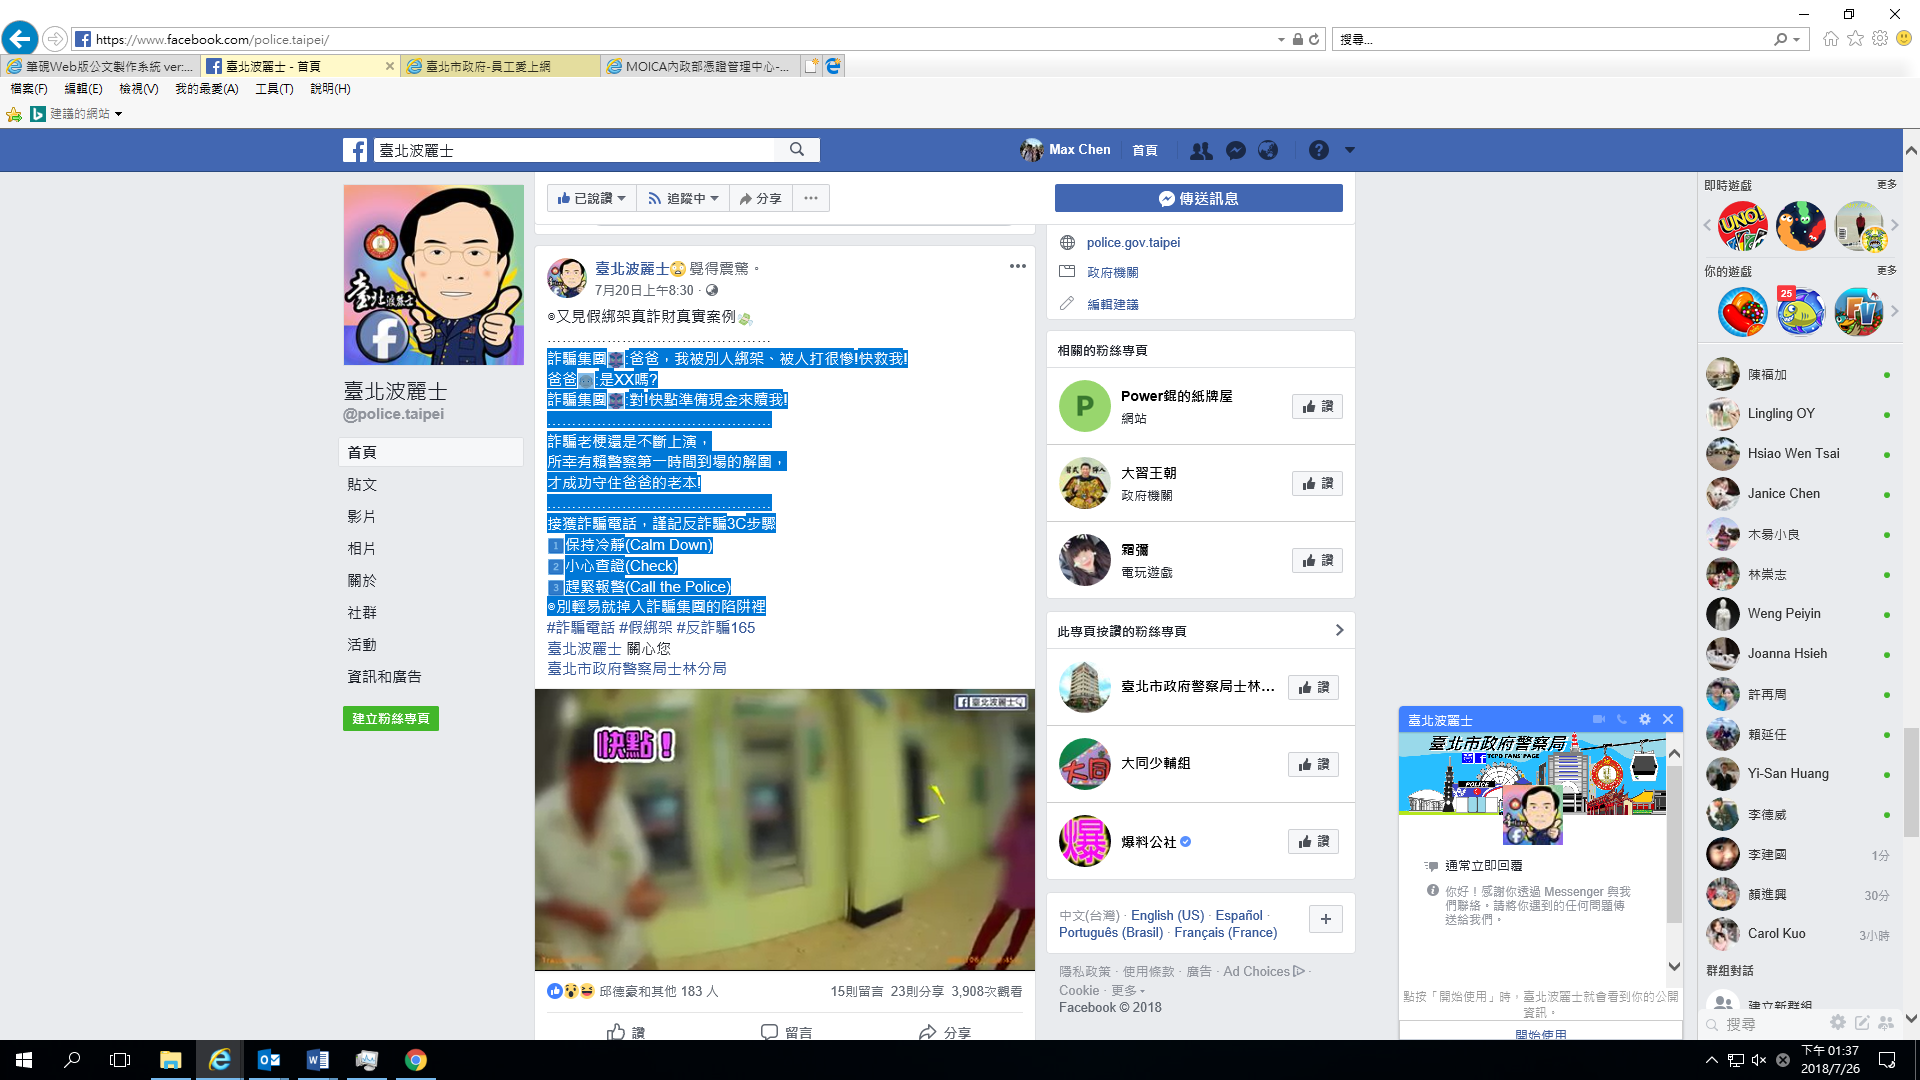 https://www.facebook.com/police.taipei/
搜尋...
筆硯Web版公文製作系統 ver:...
臺北波麗士 - 首頁
臺北市政府-員工愛上網
MOICA內政部憑證管理中心-...
檔案(F) 編輯(E) 檢視(V) 我的最愛(A) 工具(T) 說明(H)
建議的網站
臺北波麗士
Max Chen
首頁
臺北波麗士
@police.taipei
首頁
貼文
影片
相片
關於
社群
活動
資訊和廣告
建立粉絲專頁
已說讚
追蹤中
分享
傳送訊息
臺北波麗士 覺得震驚。
7月20日上午8:30
⊙又見假綁架真詐財真實案例
詐騙集團:爸爸，我被別人綁架、被人打很慘!快救我!
爸爸:是XX嗎?
詐騙集團:對!快點準備現金來贖我!
詐騙老梗還是不斷上演，
所幸有賴警察第一時間到場的解圍，
才成功守住爸爸的老本!
接獲詐騙電話，謹記反詐騙3C步驟
1保持冷靜(Calm Down)
2小心查證(Check)
3趕緊報警(Call the Police)
⊙別輕易就掉入詐騙集團的陷阱裡
#詐騙電話 #假綁架 #反詐騙165
臺北波麗士 關心您
臺北市政府警察局士林分局
臺北波麗士
快點！
邱德豪和其他 183 人
15則留言 23則分享 3,908次觀看
讚 留言 分享
police.gov.taipei
政府機關
編輯建議
相關的粉絲專頁
Power錕的紙牌屋
網站
讚
大習王朝
政府機關
讚
霜彌
電玩遊戲
讚
此專頁按讚的粉絲專頁
臺北市政府警察局士林...
讚
大同少輔組
讚
爆料公社
讚
中文(台灣) · English (US) · Español ·
Português (Brasil) · Français (France)
隱私政策 · 使用條款 · 廣告 · Ad Choices ·
Cookie · 更多
Facebook © 2018
臺北波麗士
臺北市政府警察局
TCPD FANS PAGE
POLICE
通常立即回覆
你好！感謝你透過 Messenger 與我
們聯絡。請將你遇到的任何問題傳
送給我們。
點按「開始使用」時，臺北波麗士就會看到你的公開
資訊。
開始使用
即時遊戲
更多
UNO!
你的遊戲
更多
25
陳福加
Lingling OY
Hsiao Wen Tsai
Janice Chen
木易小良
林崇志
Weng Peiyin
Joanna Hsieh
許再周
賴延任
Yi-San Huang
李德威
李建國
1分
顏進興
30分
Carol Kuo
3小時
群組對話
建立新群組
搜尋
下午 01:37
2018/7/26